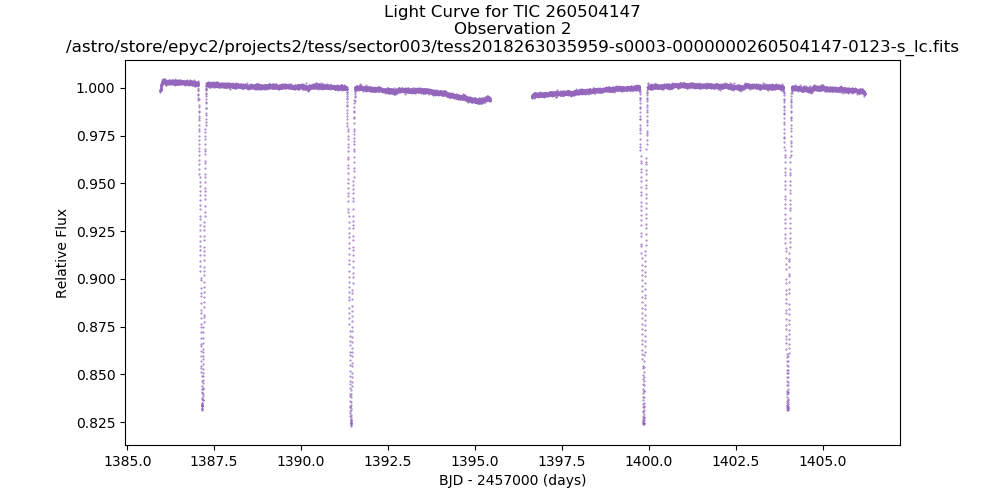 Light Curve for TIC 260504147
Observation 2
/astro/store/epyc2/projects2/tess/sector003/tess2018263035959-s0003-0000000260504147-0123-s_lc.fits
1.000
0.975
0.950
0.925
0.900
0.875
0.850
0.825
Relative Flux
1385.0 1387.5 1390.0 1392.5 1395.0 1397.5 1400.0 1402.5 1405.0
BJD - 2457000 (days)